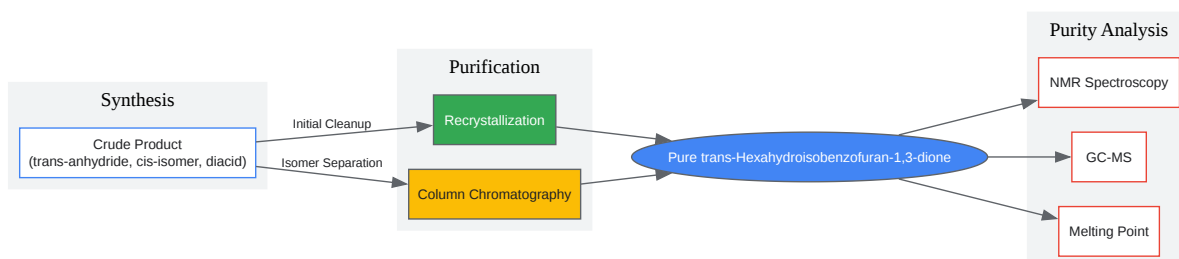 Synthesis
Crude Product
(trans-anhydride, cis-isomer, diacid)
Initial Cleanup
Isomer Separation
Purification
Recrystallization
Column Chromatography
Pure trans-Hexahydroisobenzofuran-1,3-dione
Purity Analysis
NMR Spectroscopy
GC-MS
Melting Point